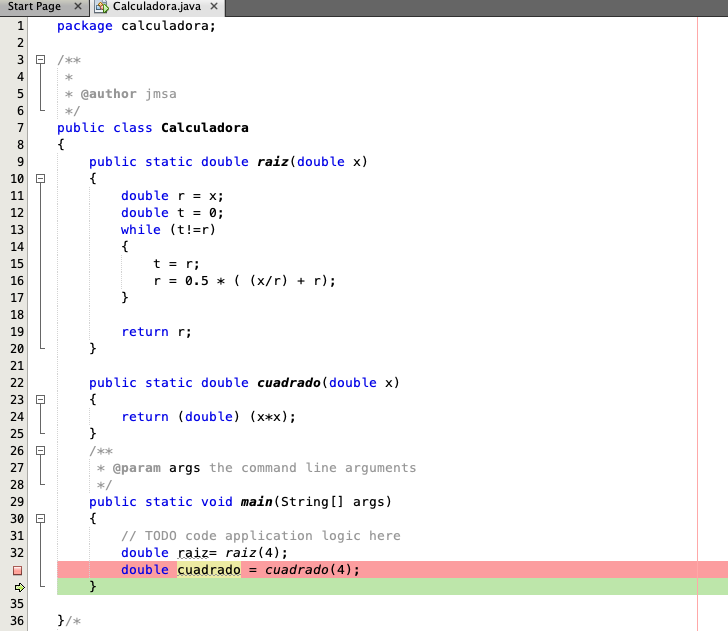 Start Page × Calculadora.java ×
1 package calculadora;
2
3 /**
4 *
5 * @author jmsa
6 */
7 public class Calculadora
8 {
9 public static double raiz(double x)
10 {
11 double r = x;
12 double t = 0;
13 while (t!=r)
14 {
15 t = r;
16 r = 0.5 * ( (x/r) + r);
17 }
18
19 return r;
20 }
21
22 public static double cuadrado(double x)
23 {
24 return (double) (x*x);
25 }
26 /**
27 * @param args the command line arguments
28 */
29 public static void main(String[] args)
30 {
31 // TODO code application logic here
32 double raiz= raiz(4);
double cuadrado = cuadrado(4);
}
35
36 }/*